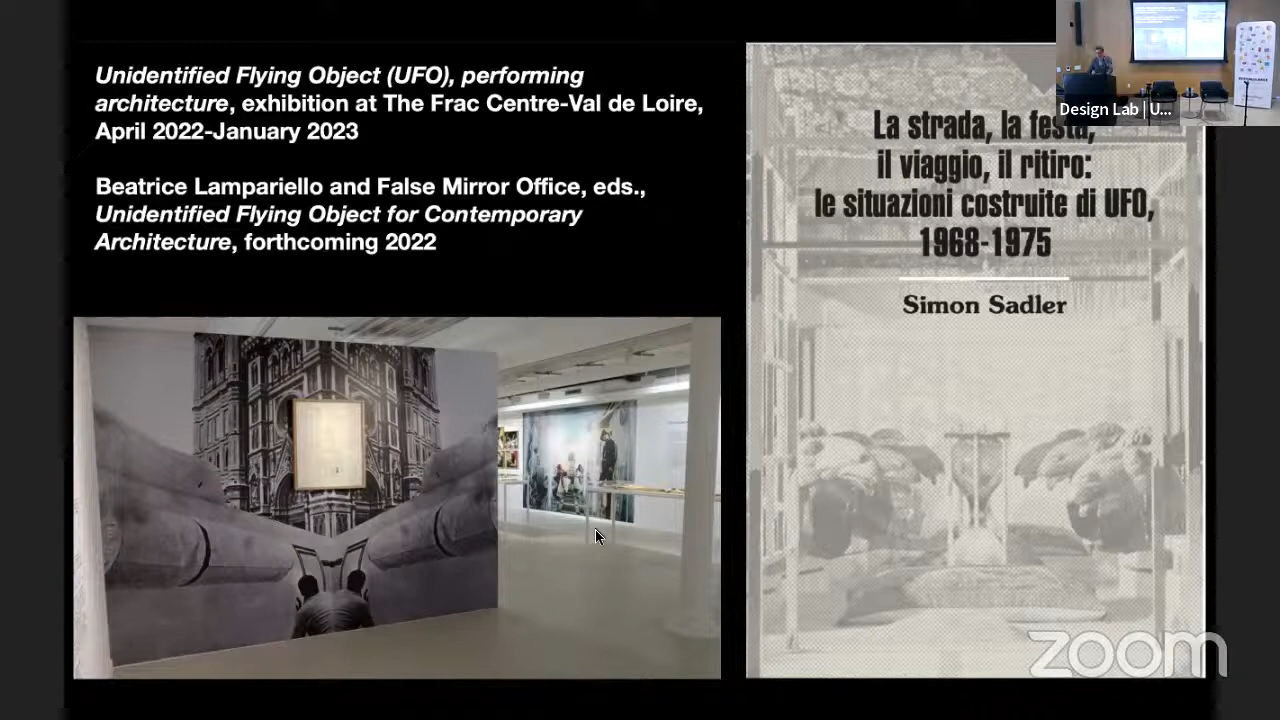 Unidentified Flying Object (UFO), performing
architecture, exhibition at The Frac Centre-Val de Loire,
April 2022-January 2023
Beatrice Lampariello and False Mirror Office, eds.,
Unidentified Flying Object for Contemporary
Architecture, forthcoming 2022
La strada, la festa,
il viaggio, il ritiro:
le situazioni costruite di UFO,
1968-1975
Simon Sadler
Design Lab | U...
zoom